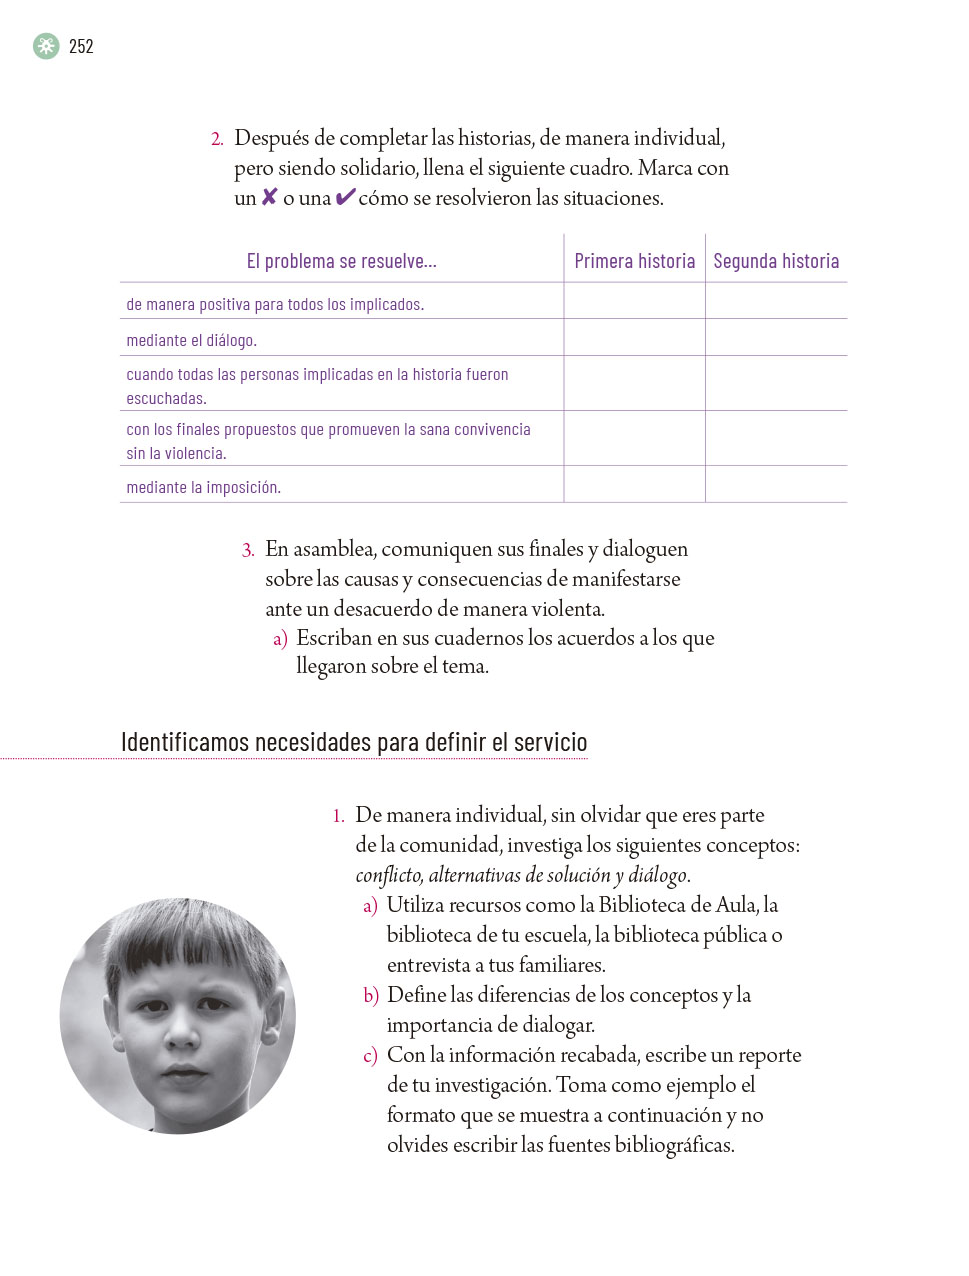 252
2. Después de completar las historias, de manera individual,
pero siendo solidario, llena el siguiente cuadro. Marca con
un ✘ o una ✔ cómo se resolvieron las situaciones.
El problema se resuelve... Primera historia Segunda historia
de manera positiva para todos los implicados.
mediante el diálogo.
cuando todas las personas implicadas en la historia fueron
escuchadas.
con los finales propuestos que promueven la sana convivencia
sin la violencia.
mediante la imposición.
3. En asamblea, comuniquen sus finales y dialoguen
sobre las causas y consecuencias de manifestarse
ante un desacuerdo de manera violenta.
a) Escriban en sus cuadernos los acuerdos a los que
llegaron sobre el tema.
Identificamos necesidades para definir el servicio
1. De manera individual, sin olvidar que eres parte
de la comunidad, investiga los siguientes conceptos:
conflicto, alternativas de solución y diálogo.
a) Utiliza recursos como la Biblioteca de Aula, la
biblioteca de tu escuela, la biblioteca pública o
entrevista a tus familiares.
b) Define las diferencias de los conceptos y la
importancia de dialogar.
c) Con la información recabada, escribe un reporte
de tu investigación. Toma como ejemplo el
formato que se muestra a continuación y no
olvides escribir las fuentes bibliográficas.